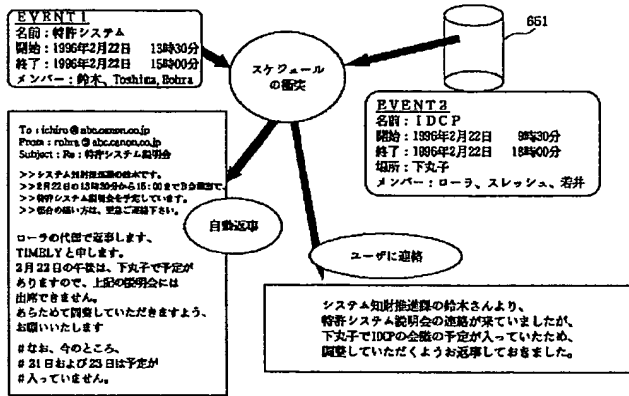 EVENT1
名前：特許システム
開始：1996年2月22日　13時30分
終了：1996年2月22日　15時00分
メンバー：鈴木、Toshima,Rohra
スケジュール
の衝突
651
EVENT2
名前：IDCP
開始：1996年2月22日　9時30分
終了：1996年2月22日　18時00分
場所：下丸子
メンバー：ローラ、スレッシュ、若井
To：ichiro@abc.canon.co.jp
From：rohra@abc.canon.co.jp
Subject：Re：特許システム説明会
>>システム知財推進課の鈴木です。
>>2月22日の13時30分から15：00までB会議室で、
>>特許システム説明会を予定しています。
>>都合の悪い方は、至急ご連絡下さい。
ローラの代理で返事します、
TIMELYと申します。
2月22日の午後は、下丸子で予定が
ありますので、上記の説明会には
出席できません。
あらためて調整していただきますよう、
お願いいたします
#なお、今のところ、
#21日および23日は予定が
#入っていません。
自動返事
ユーザに連絡
システム知財推進課の鈴木さんより、
特許システム説明会の連絡が来ていましたが、
下丸子でIDCPの会議の予定が入っていたため、
調整していただくようお返事しておきました。